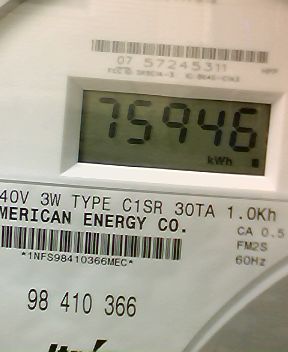 07 57245311
75946
kWh
40V 3W TYPE C1SR 30TA 1.0Kh
MERICAN ENERGY CO.
CA 0.5
FM2S
60Hz
*1NFS98410366MEC*
98 410 366